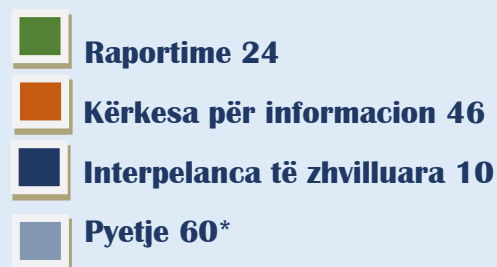 Raportime 24
Kërkesa për informacion 46
Interpelanca të zhvilluara 10
Pyetje 60*